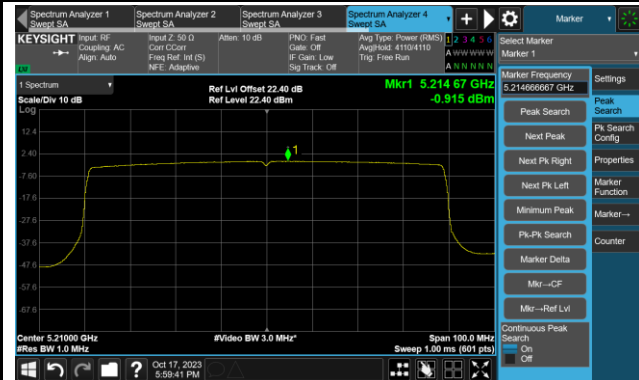 Spectrum Analyzer 1
Swept SA
Spectrum Analyzer 2
Swept SA
Spectrum Analyzer 3
Swept SA
Spectrum Analyzer 4
Swept SA
Marker
KEYSIGHT
Input: RF
Coupling: AC
Align: Auto
Input Z: 50 Ω
Corr CCorr
Freq Ref: Int (S)
NFE: Adaptive
Atten: 10 dB
PNO: Fast
Gate: Off
IF Gain: Low
Sig Track: Off
Avg Type: Power (RMS)
Avg|Hold: 4110/4110
Trig: Free Run
1 2 3 4 5 6
A W W W W W
A N N N N N
Select Marker
Marker 1
1 Spectrum
Scale/Div 10 dB
Log
Ref Lvl Offset 22.40 dB
Ref Level 22.40 dBm
Mkr1 5.214 67 GHz
-0.915 dBm
1
12.4
2.40
-7.60
-17.6
-27.6
-37.6
-47.6
-57.6
-67.6
Center 5.21000 GHz
#Res BW 1.0 MHz
#Video BW 3.0 MHz*
Span 100.0 MHz
Sweep 1.00 ms (601 pts)
Marker Frequency
5.214666667 GHz
Peak Search
Next Peak
Next Pk Right
Next Pk Left
Minimum Peak
Pk-Pk Search
Marker Delta
Mkr→CF
Mkr→Ref Lvl
Continuous Peak
Search
On
Off
Settings
Peak
Search
Pk Search
Config
Properties
Marker
Function
Marker→
Counter
?
Oct 17, 2023
5:59:41 PM